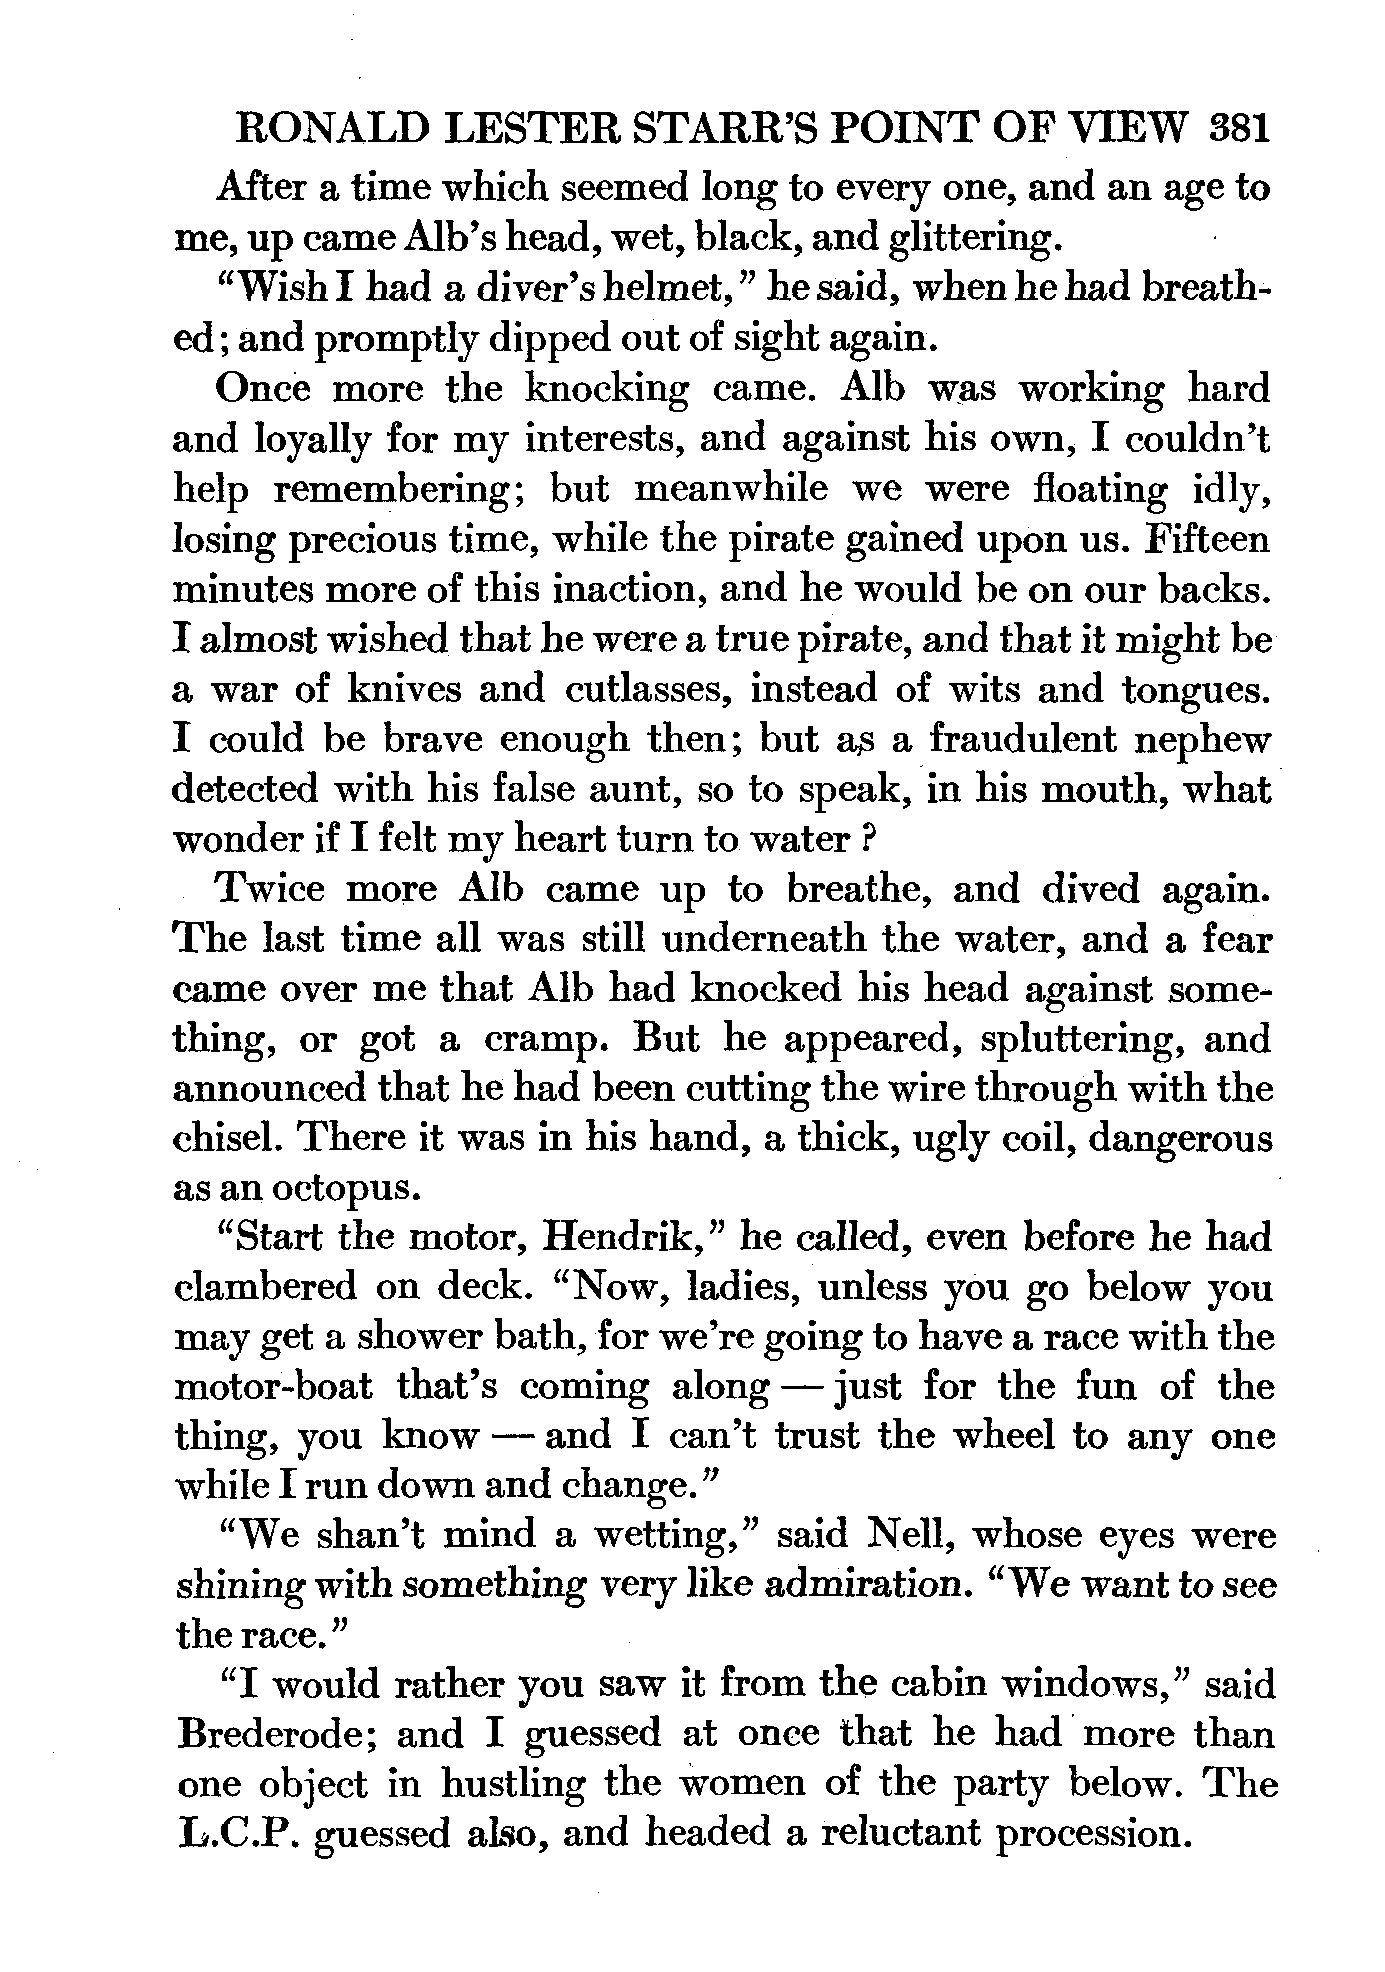 RONALD LESTER STARR'S POINT OF VIEW 381
After a time which seemed long to every one, and an age to
me, up came Alb's head, wet, black, and glittering.
"Wish I had a diver's helmet," he said, when he had breath-
ed; and promptly dipped out of sight again.
Once more the knocking came. Alb was working hard
and loyally for my interests, and against his own, I couldn't
help remembering; but meanwhile we were floating idly,
losing precious time, while the pirate gained upon us. Fifteen
minutes more of this inaction, and he would be on our backs.
I almost wished that he were a true pirate, and that it might be
a war of knives and cutlasses, instead of wits and tongues.
I could be brave enough then; but as a fraudulent nephew
detected with his false aunt, so to speak, in his mouth, what
wonder if I felt my heart turn to water ?
Twice more Alb came up to breathe, and dived again.
The last time all was still underneath the water, and a fear
came over me that Alb had knocked his head against some-
thing, or got a cramp. But he appeared, spluttering, and
announced that he had been cutting the wire through with the
chisel. There it was in his hand, a thick, ugly coil, dangerous
as an octopus.
"Start the motor, Hendrik," he called, even before he had
clambered on deck. "Now, ladies, unless you go below you
may get a shower bath, for we're going to have a race with the
motor-boat that's coming along — just for the fun of the
thing, you know — and I can't trust the wheel to any one
while I run down and change."
"We shan't mind a wetting," said Nell, whose eyes were
shining with something very like admiration. "We want to see
the race."
"I would rather you saw it from the cabin windows," said
Brederode; and I guessed at once that he had more than
one object in hustling the women of the party below. The
L.C.P. guessed also, and headed a reluctant procession.